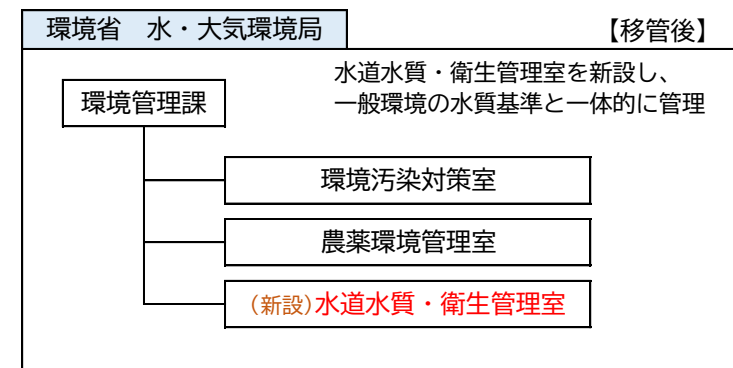 環境省　水・大気環境局
【移管後】
水道水質・衛生管理室を新設し、
一般環境の水質基準と一体的に管理
環境管理課
環境汚染対策室
農薬環境管理室
（新設）水道水質・衛生管理室